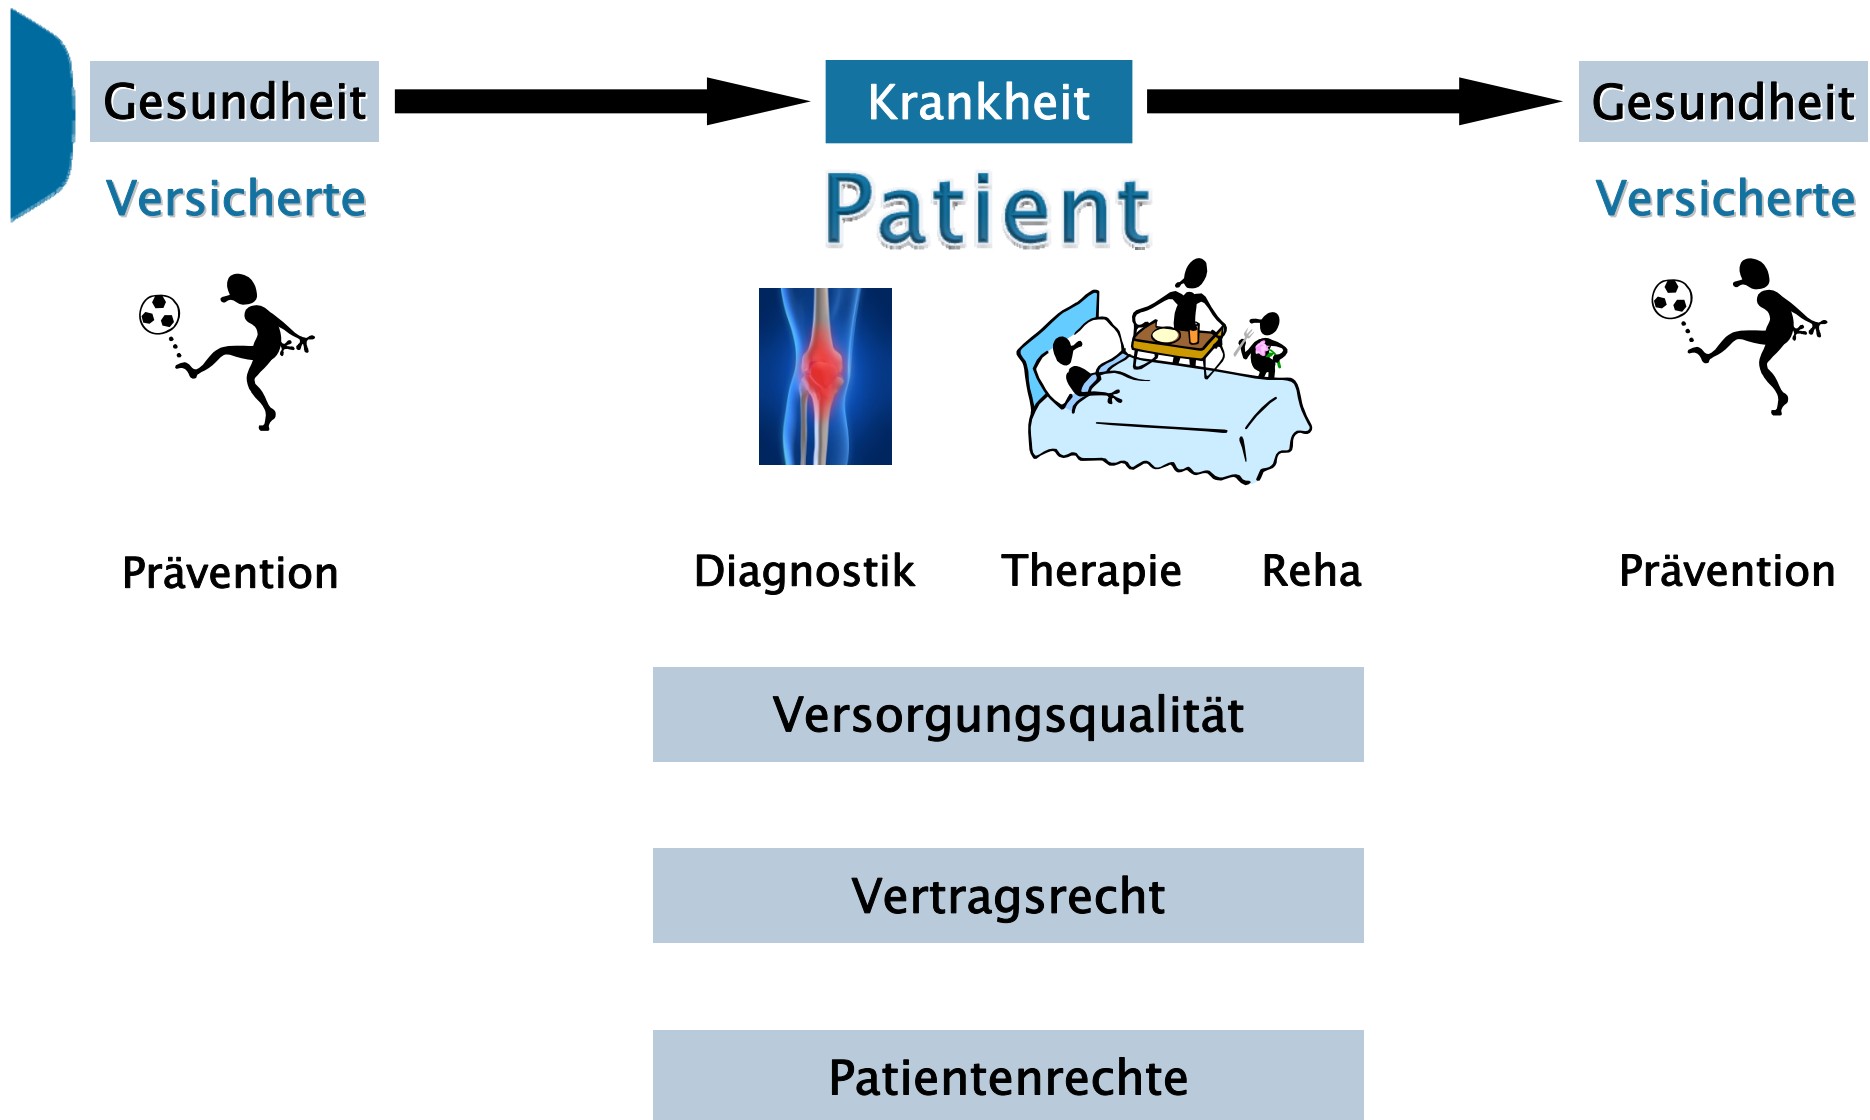 Gesundheit Krankheit Gesundheit
Versicherte Patient Versicherte
Prävention Diagnostik Therapie Reha Prävention
Versorgungsqualität
Vertragsrecht
Patientenrechte